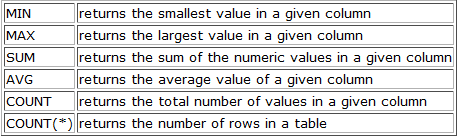 MIN returns the smallest value in a given column
MAX returns the largest value in a given column
SUM returns the sum of the numeric values in a given column
AVG returns the average value of a given column
COUNT returns the total number of values in a given column
COUNT(*) returns the number of rows in a table